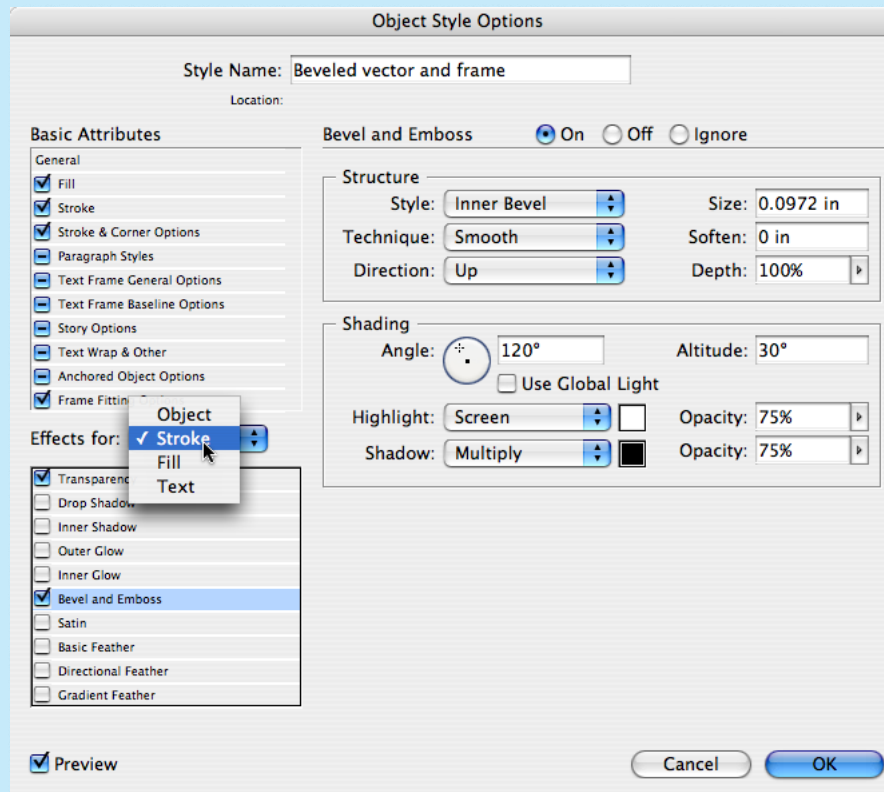 Object Style Options
Style Name: Beveled vector and frame
Location:
Basic Attributes
General
Fill
Stroke
Stroke & Corner Options
Paragraph Styles
Text Frame General Options
Text Frame Baseline Options
Story Options
Text Wrap & Other
Anchored Object Options
Frame Fitting
Effects for:
Object
✓ Stroke
Fill
Text
Drop Shadow
Inner Shadow
Outer Glow
Inner Glow
Bevel and Emboss
Satin
Basic Feather
Directional Feather
Gradient Feather
Bevel and Emboss On Off Ignore
Structure
Style: Inner Bevel Size: 0.0972 in
Technique: Smooth Soften: 0 in
Direction: Up Depth: 100%
Shading
Angle: 120° Altitude: 30°
Use Global Light
Highlight: Screen Opacity: 75%
Shadow: Multiply Opacity: 75%
Preview
Cancel OK